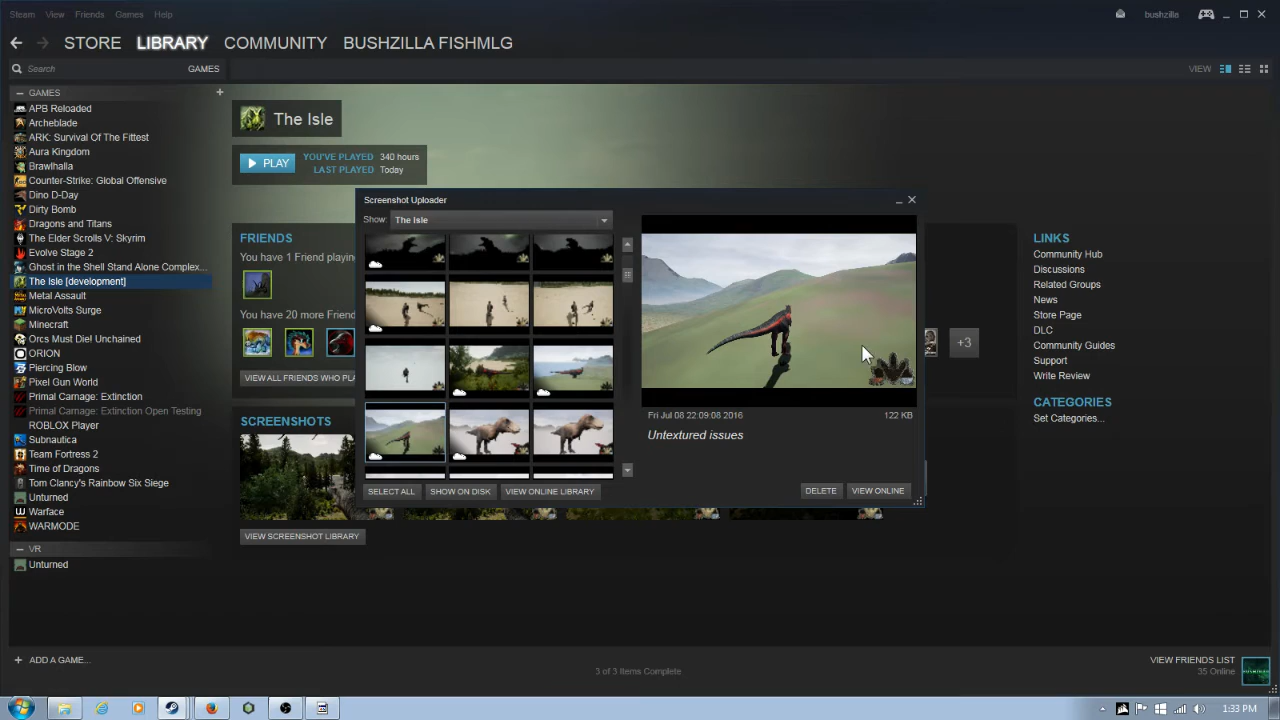 Steam View Friends Games Help
bushzilla
STORE LIBRARY COMMUNITY BUSHZILLA FISHMLG
Search GAMES
VIEW
GAMES
APB Reloaded
Archeblade
ARK: Survival Of The Fittest
Aura Kingdom
Brawlhalla
Counter-Strike: Global Offensive
Dino D-Day
Dirty Bomb
Dragons and Titans
The Elder Scrolls V: Skyrim
Evolve Stage 2
Ghost in the Shell Stand Alone Complex...
The Isle [development]
Metal Assault
MicroVolts Surge
Minecraft
Orcs Must Die! Unchained
ORION
Piercing Blow
Pixel Gun World
Primal Carnage: Extinction
Primal Carnage: Extinction Open Testing
ROBLOX Player
Subnautica
Team Fortress 2
Time of Dragons
Tom Clancy's Rainbow Six Siege
Unturned
Warface
WARMODE
VR
Unturned
ADD A GAME...
The Isle
PLAY
YOU'VE PLAYED 340 hours
LAST PLAYED Today
FRIENDS
You have 1 Friend playin
You have 20 more Friend
VIEW ALL FRIENDS WHO PLA
+3
SCREENSHOTS
VIEW SCREENSHOT LIBRARY
Screenshot Uploader
Show: The Isle
SELECT ALL SHOW ON DISK VIEW ONLINE LIBRARY
Fri Jul 08 22:09:08 2016 122 KB
Untextured issues
DELETE VIEW ONLINE
LINKS
Community Hub
Discussions
Related Groups
News
Store Page
DLC
Community Guides
Support
Write Review
CATEGORIES
Set Categories...
3 of 3 Items Complete
VIEW FRIENDS LIST
35 Online
1:33 PM